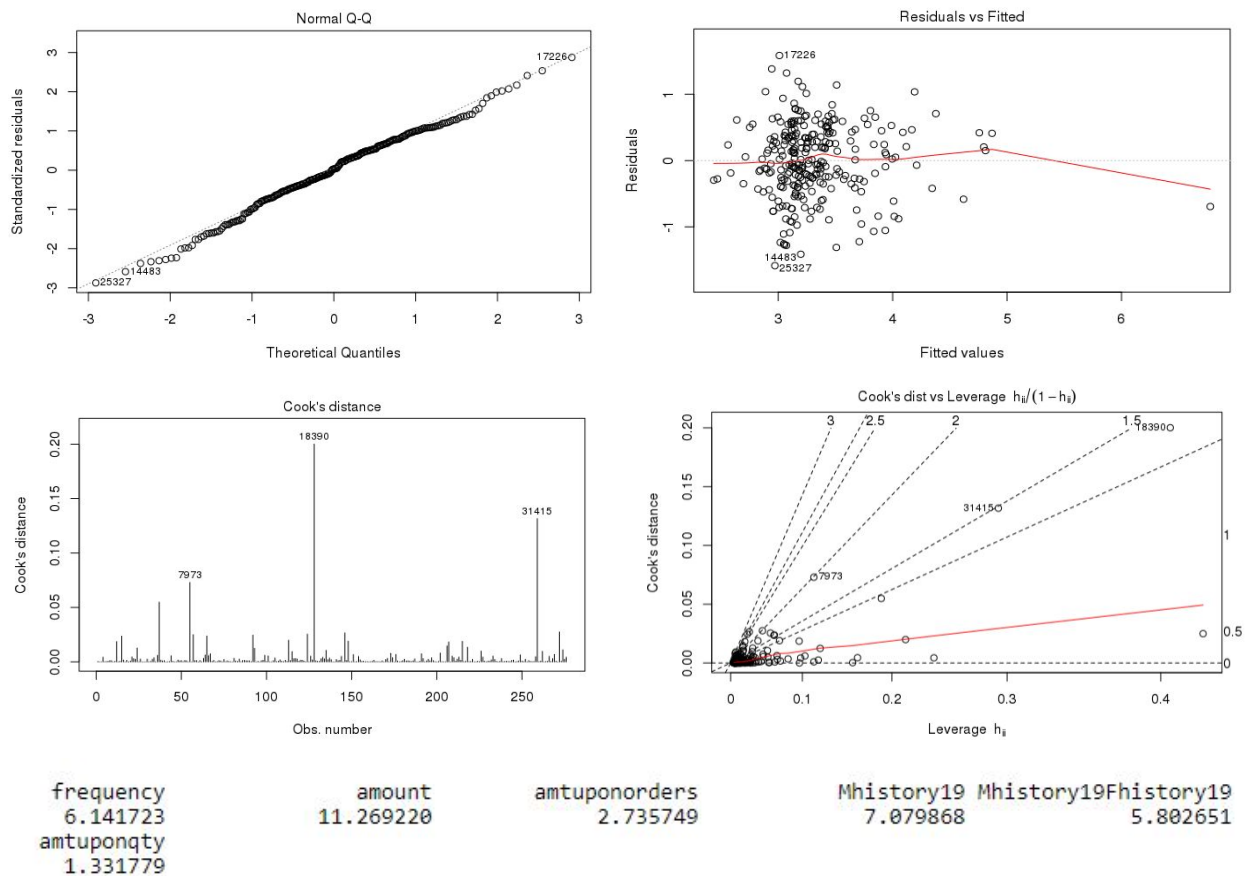 Normal Q-Q
Standardized residuals
3
2
1
0
-1
-2
-3
17226
14483
25327
-3 -2 -1 0 1 2 3
Theoretical Quantiles
Residuals vs Fitted
Residuals
1
0
-1
17226
14483
25327
3 4 5 6
Fitted values
Cook's distance
Cook's distance
0.20
0.15
0.10
0.05
0.00
18390
31415
7973
0 50 100 150 200 250
Obs. number
Cook's dist vs Leverage hii/(1 − hii)
Cook's distance
0.20
0.15
0.10
0.05
0.00
3 2.5 2 1.5
18390
31415
7973
1
0.5
0
0 0.1 0.2 0.3 0.4
Leverage hii
frequency amount amtuponorders Mhistory19 Mhistory19Fhistory19
6.141723 11.269220 2.735749 7.079868 5.802651
amtuponqty
1.331779